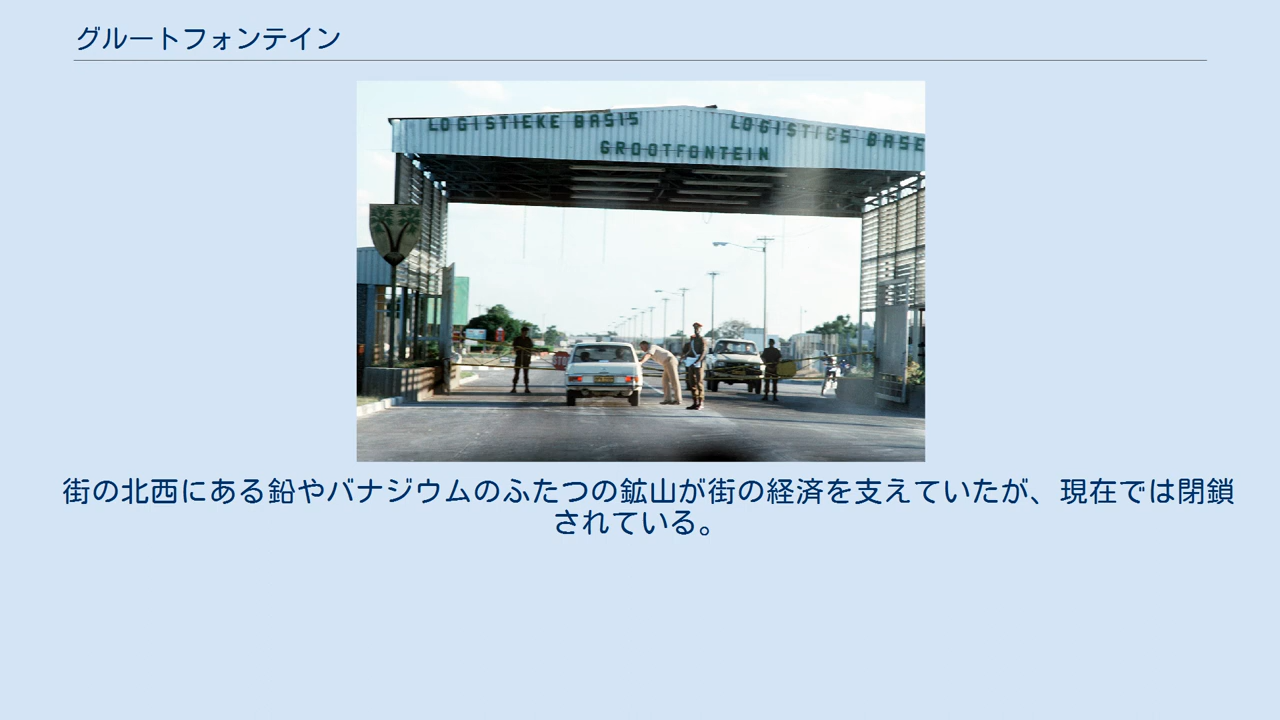 グルートフォンテイン
LOGISTIEKE BASIS
LOGISTICS BASE
GROOTFONTEIN
街の北西にある鉛やバナジウムのふたつの鉱山が街の経済を支えていたが、現在では閉鎖
されている。